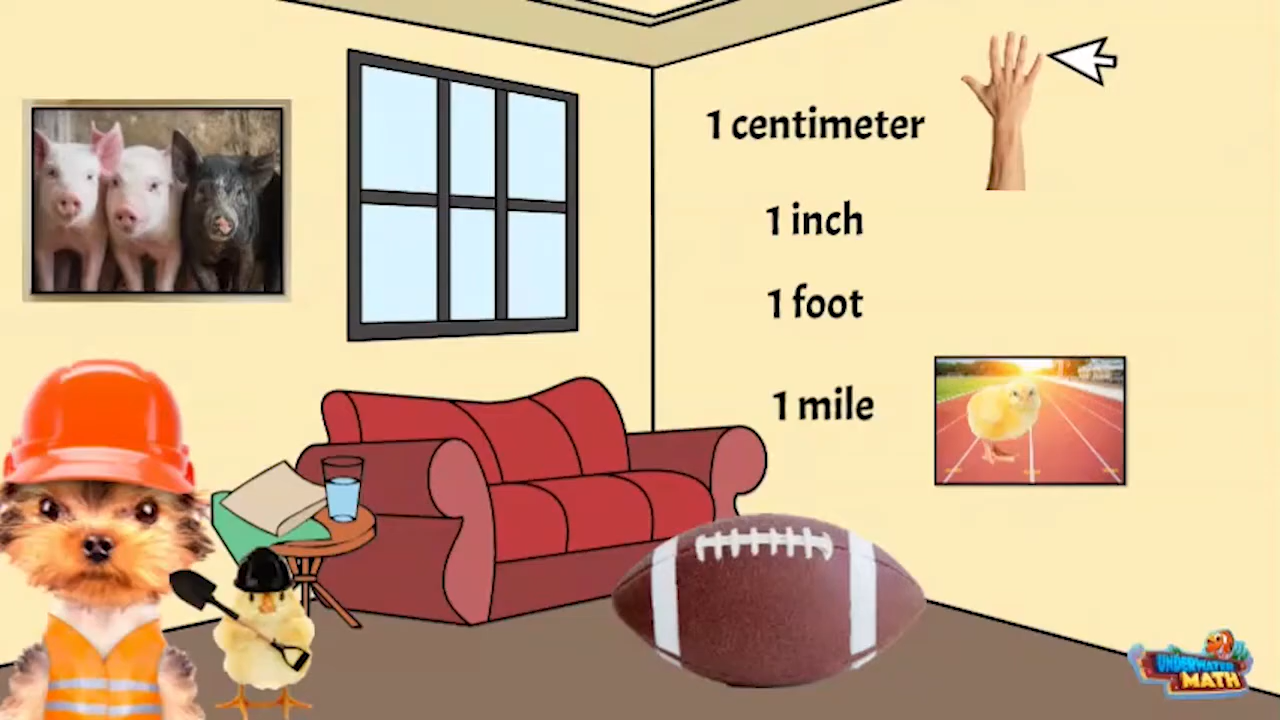 1 centimeter
1 inch
1 foot
1 mile
UNDERWATER
MATH